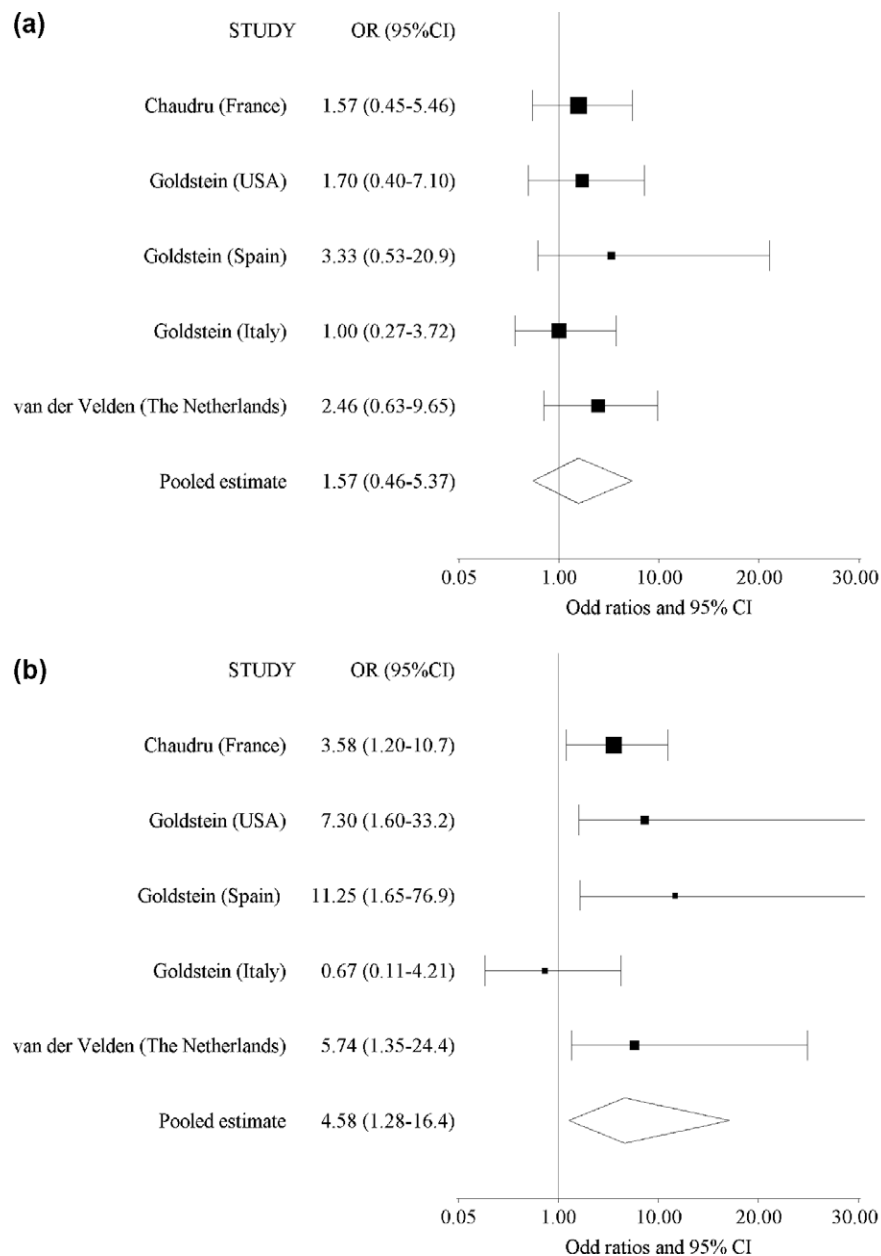 (a)
STUDY OR (95%CI)
Chaudru (France) 1.57 (0.45-5.46)
Goldstein (USA) 1.70 (0.40-7.10)
Goldstein (Spain) 3.33 (0.53-20.9)
Goldstein (Italy) 1.00 (0.27-3.72)
van der Velden (The Netherlands) 2.46 (0.63-9.65)
Pooled estimate 1.57 (0.46-5.37)
0.05 1.00 10.00 20.00 30.00
Odd ratios and 95% CI
(b)
STUDY OR (95%CI)
Chaudru (France) 3.58 (1.20-10.7)
Goldstein (USA) 7.30 (1.60-33.2)
Goldstein (Spain) 11.25 (1.65-76.9)
Goldstein (Italy) 0.67 (0.11-4.21)
van der Velden (The Netherlands) 5.74 (1.35-24.4)
Pooled estimate 4.58 (1.28-16.4)
0.05 1.00 10.00 20.00 30.00
Odd ratios and 95% CI